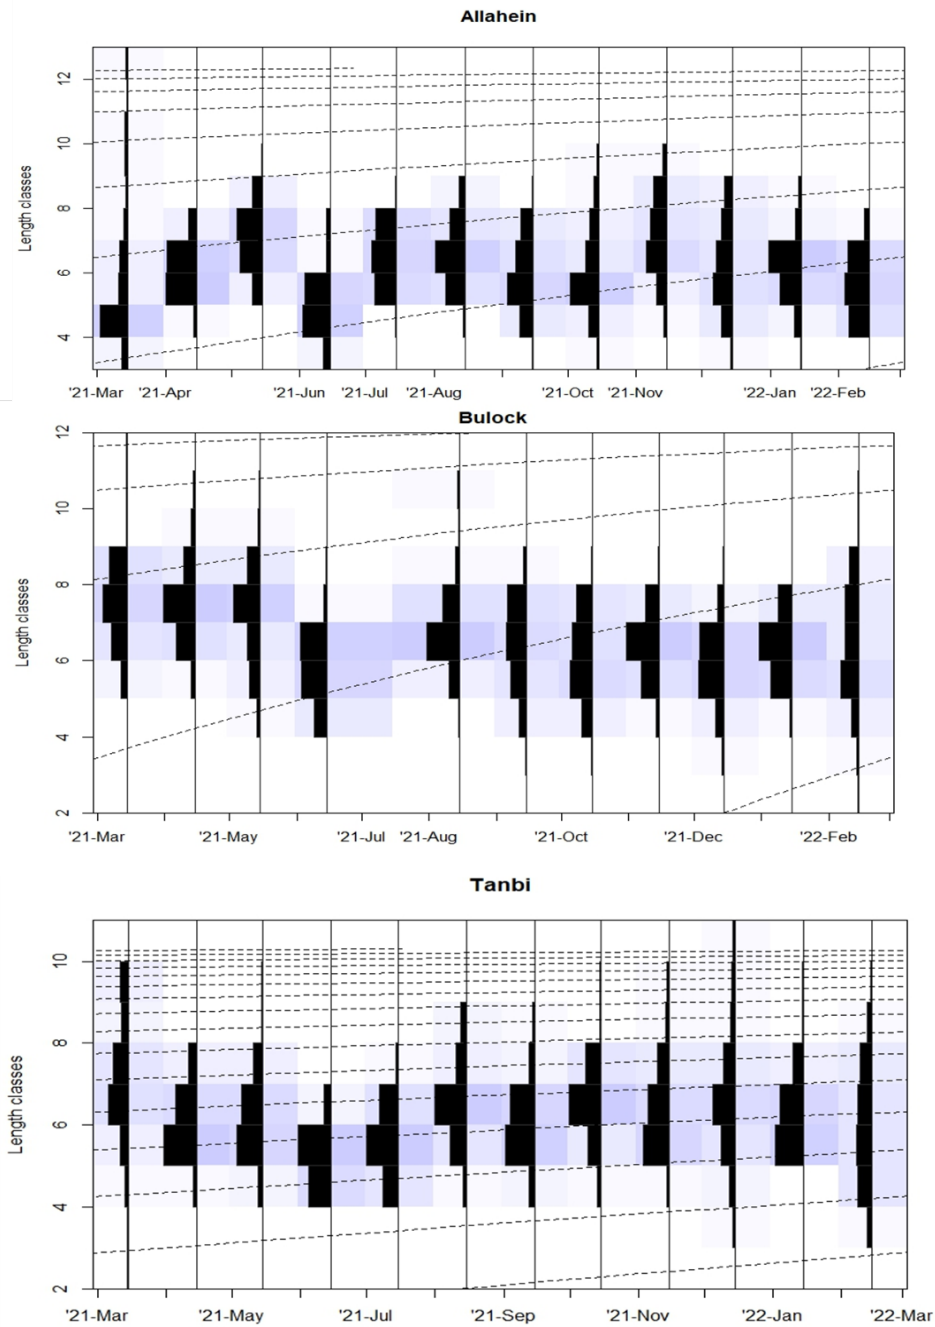 Allahein
Length classes
12
10
8
6
4
'21-Mar '21-Apr '21-Jun '21-Jul '21-Aug '21-Oct '21-Nov '22-Jan '22-Feb
Bulock
Length classes
12
10
8
6
4
2
'21-Mar '21-May '21-Jul '21-Aug '21-Oct '21-Dec '22-Feb
Tanbi
Length classes
10
8
6
4
2
'21-Mar '21-May '21-Jul '21-Sep '21-Nov '22-Jan '22-Mar